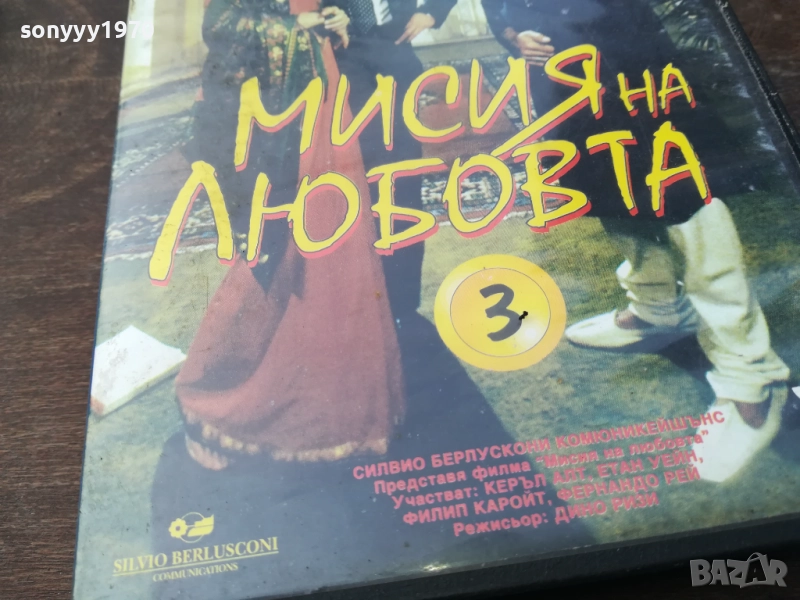 sonyyy1975
МИСИЯ НА
ЛЮБОВТА
3
СИЛВИО БЕРЛУСКОНИ КОМЮНИКЕЙШЪНС
Представя филма "Мисия на любовта"
Участват: КЕРЪЛ АЛТ, ЕТАН УЕЙН,
ФИЛИП КАРОЙТ, ФЕРНАНДО РЕЙ
Режисьор: ДИНО РИЗИ
SILVIO BERLUSCONI
COMMUNICATIONS
BAZAR